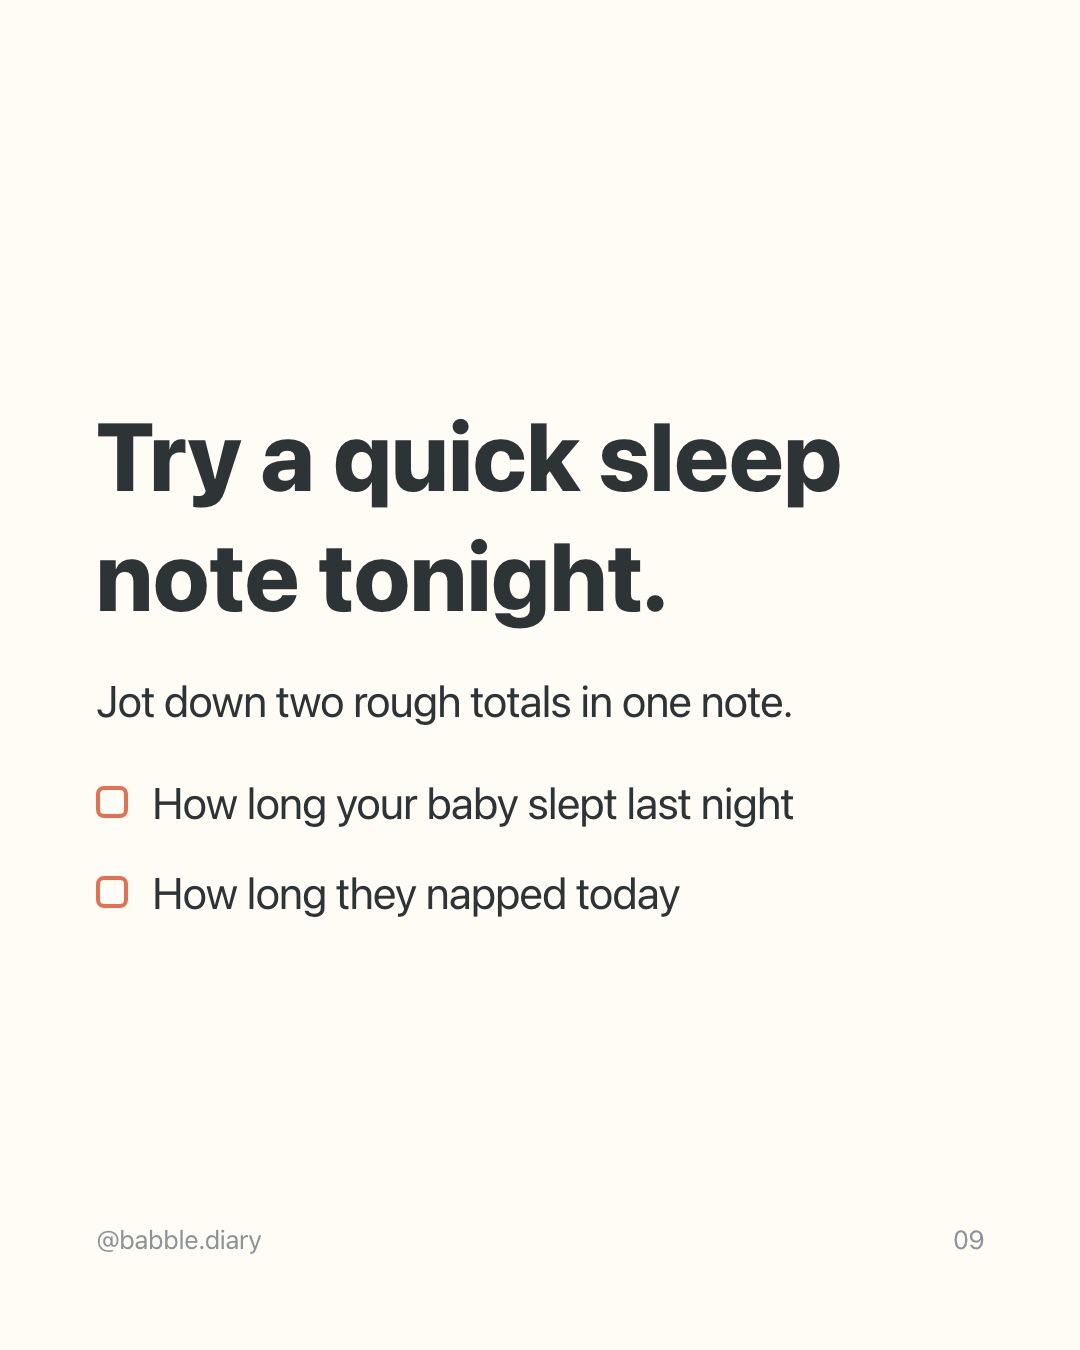 Try a quick sleep
note tonight.
Jot down two rough totals in one note.
How long your baby slept last night
How long they napped today
@babble.diary
09